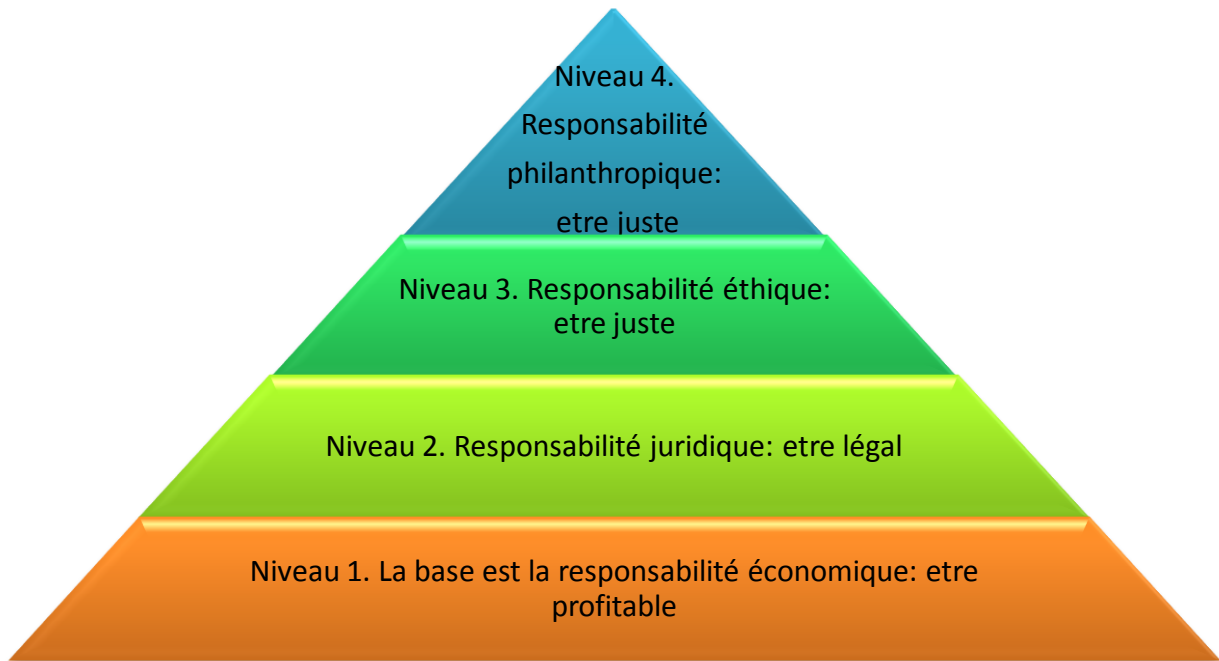 Niveau 4.
Responsabilité
philanthropique:
etre juste
Niveau 3. Responsabilité éthique:
etre juste
Niveau 2. Responsabilité juridique: etre légal
Niveau 1. La base est la responsabilité économique: etre
profitable